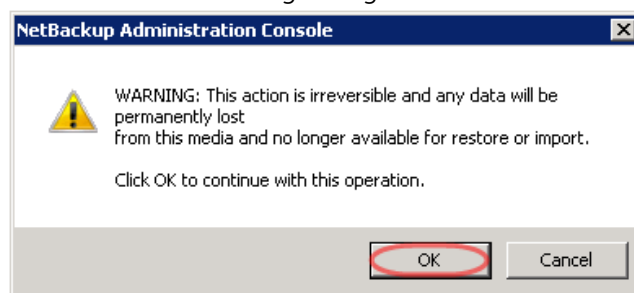 NetBackup Administration Console
WARNING: This action is irreversible and any data will be
permanently lost
from this media and no longer available for restore or import.
Click OK to continue with this operation.
OK
Cancel